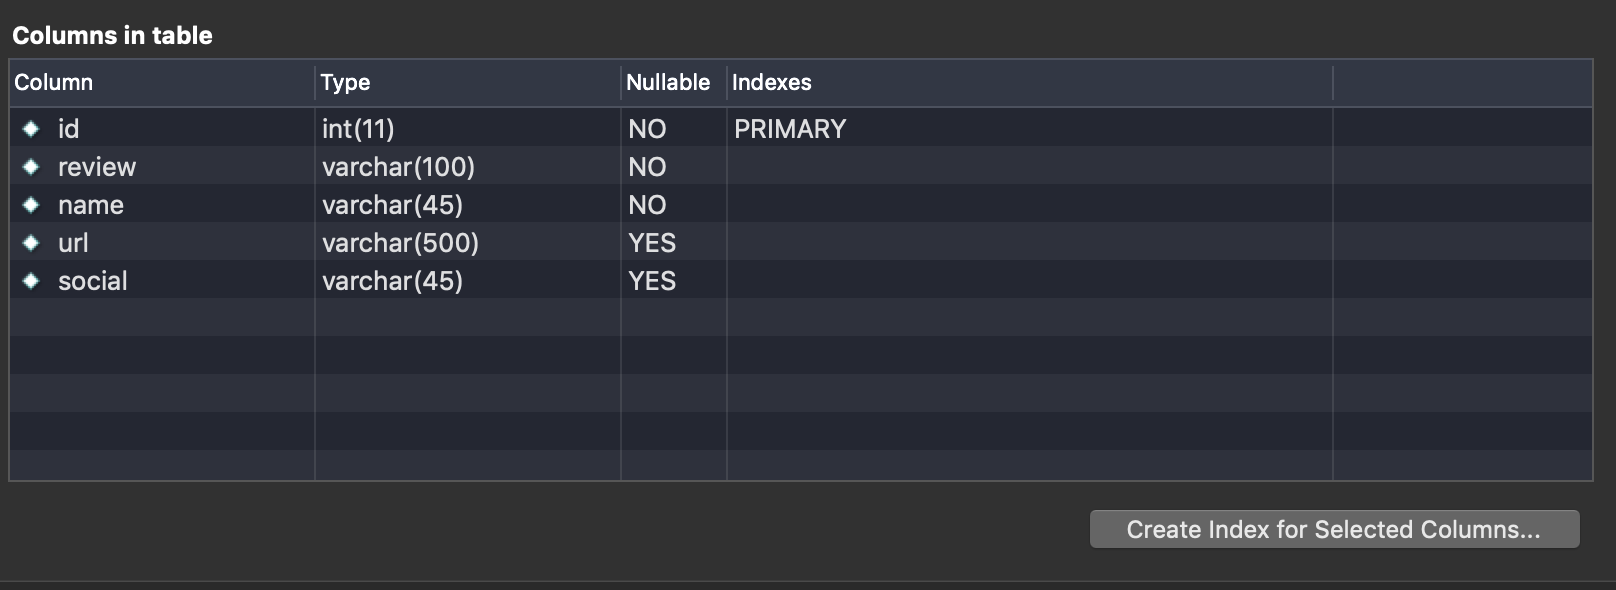 Columns in table
Column Type Nullable Indexes
id int(11) NO PRIMARY
review varchar(100) NO
name varchar(45) NO
url varchar(500) YES
social varchar(45) YES
Create Index for Selected Columns...